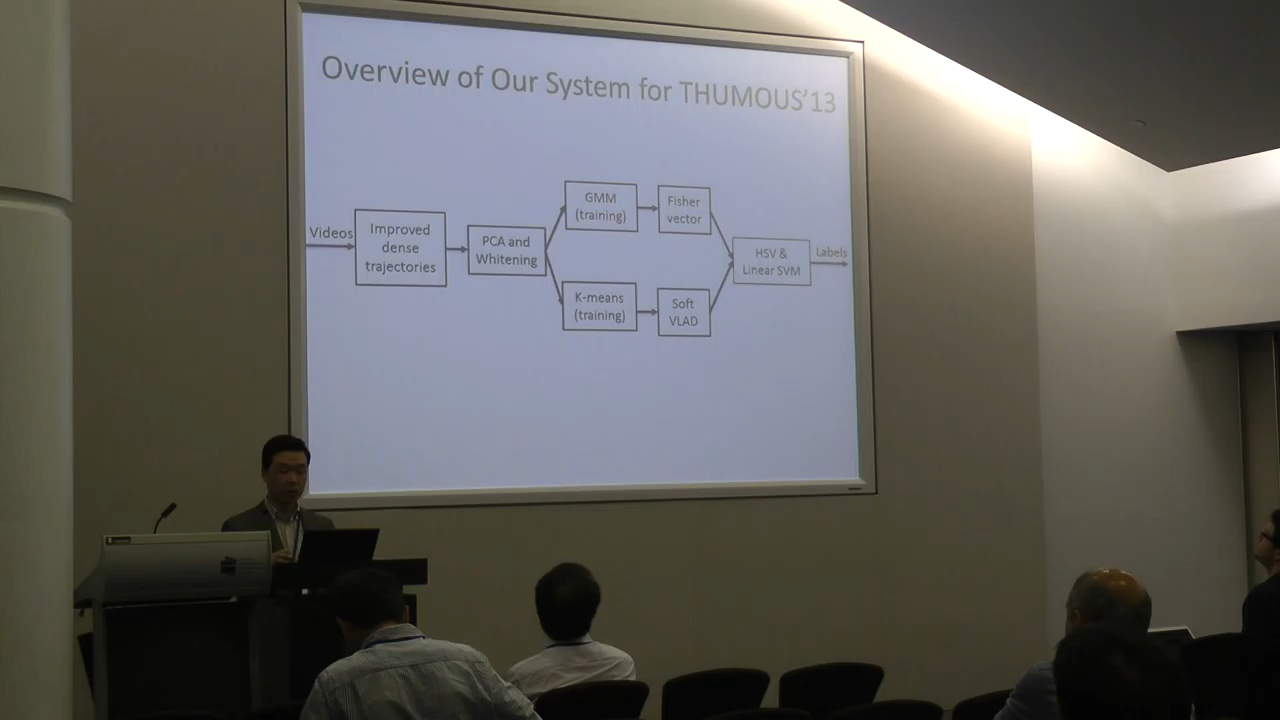 Overview of Our System for THUMOUS'13
Videos
Improved
dense
trajectories
PCA and
Whitening
GMM
(training)
Fisher
vector
K-means
(training)
Soft
VLAD
HSV &
Linear SVM
Labels